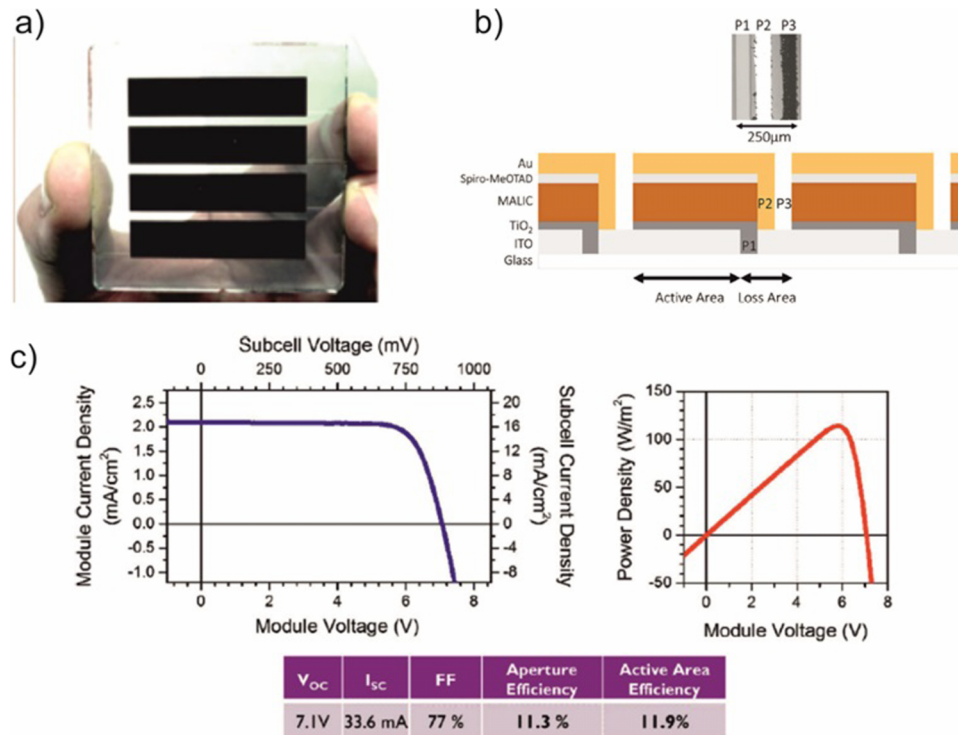 a)
b)
P1 P2 P3
250µm
Au
Spiro-MeOTAD
MALIC
TiO₂
ITO
Glass
P2 P3
P1
Active Area
Loss Area
c)
Subcell Voltage (mV)
0 250 500 750 1000
Module Current Density
(mA/cm²)
2.5
2.0
1.5
1.0
0.5
0.0
-0.5
-1.0
20
16
12
8
4
0
-4
-8
Subcell Current Density
(mA/cm²)
0 2 4 6 8
Module Voltage (V)
Power Density (W/m²)
150
100
50
0
-50
0 2 4 6 8
Module Voltage (V)
V_OC I_SC FF Aperture Efficiency Active Area Efficiency
7.1V 33.6 mA 77 % 11.3 % 11.9%